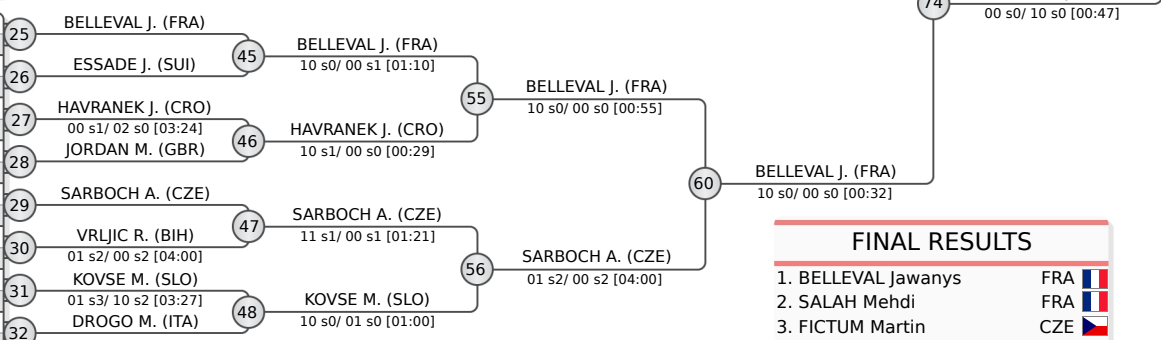 25
BELLEVAL J. (FRA)
26
ESSADE J. (SUI)
27
HAVRANEK J. (CRO)
00 s1/ 02 s0 [03:24]
28
JORDAN M. (GBR)
29
SARBOCH A. (CZE)
30
VRLJIC R. (BIH)
01 s2/ 00 s2 [04:00]
31
KOVSE M. (SLO)
01 s3/ 10 s2 [03:27]
32
DROGO M. (ITA)
45
BELLEVAL J. (FRA)
10 s0/ 00 s1 [01:10]
46
HAVRANEK J. (CRO)
10 s1/ 00 s0 [00:29]
47
SARBOCH A. (CZE)
11 s1/ 00 s1 [01:21]
48
KOVSE M. (SLO)
10 s0/ 01 s0 [01:00]
55
BELLEVAL J. (FRA)
10 s0/ 00 s0 [00:55]
56
SARBOCH A. (CZE)
01 s2/ 00 s2 [04:00]
60
BELLEVAL J. (FRA)
10 s0/ 00 s0 [00:32]
74
00 s0/ 10 s0 [00:47]
FINAL RESULTS
1. BELLEVAL Jawanys FRA
2. SALAH Mehdi FRA
3. FICTUM Martin CZE